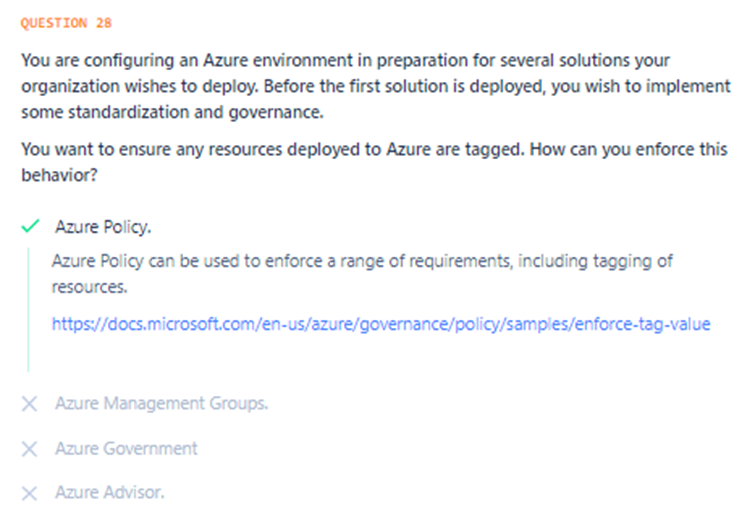 QUESTION 28
You are configuring an Azure environment in preparation for several solutions your
organization wishes to deploy. Before the first solution is deployed, you wish to implement
some standardization and governance.
You want to ensure any resources deployed to Azure are tagged. How can you enforce this
behavior?
Azure Policy.
Azure Policy can be used to enforce a range of requirements, including tagging of
resources.
https://docs.microsoft.com/en-us/azure/governance/policy/samples/enforce-tag-value
Azure Management Groups.
Azure Government
Azure Advisor.